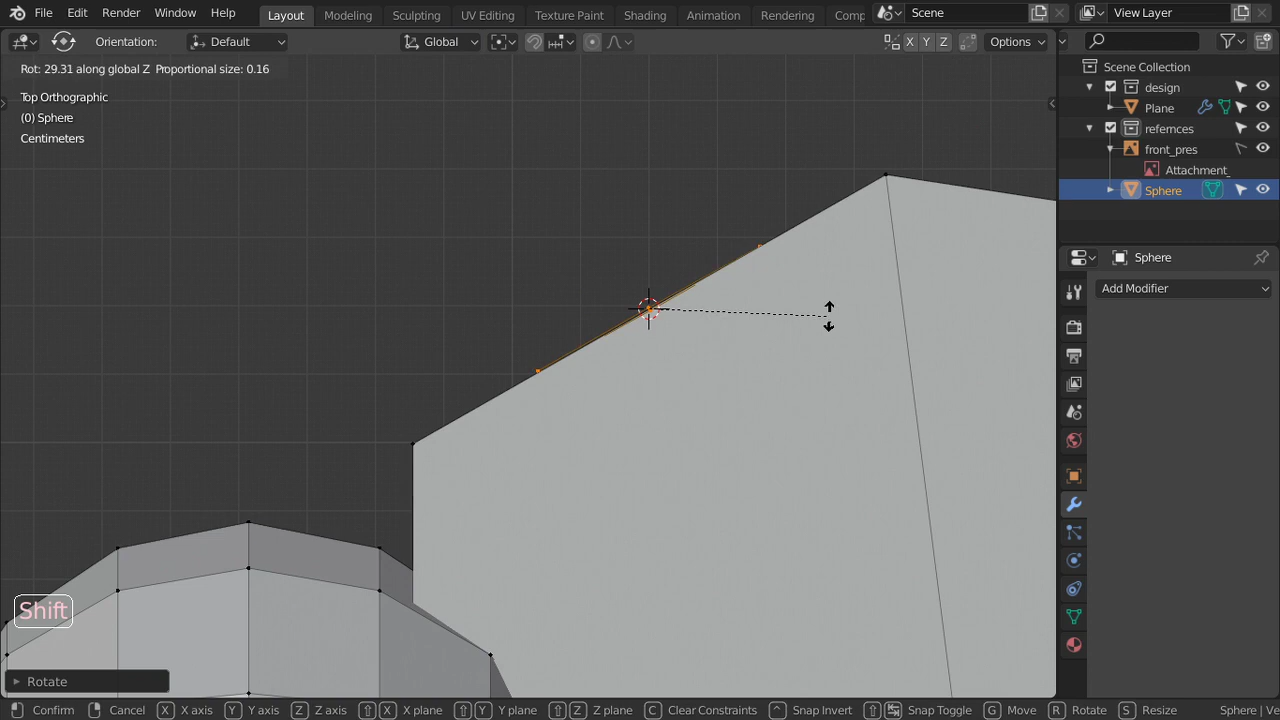 File Edit Render Window Help Layout Modeling Sculpting UV Editing Texture Paint Shading Animation Rendering Comp Scene View Layer
Orientation: Default Global X Y Z Options
Rot: 29.31 along global Z Proportional size: 0.16
Top Orthographic
(0) Sphere
Centimeters
Scene Collection
design
Plane
refernces
front_pres
Attachment_
Sphere
Sphere
Add Modifier
Shift
Rotate
Confirm Cancel X X axis Y Y axis Z Z axis X X plane Y Y plane Z Z plane C Clear Constraints ^ Snap Invert Snap Toggle G Move R Rotate S Resize Sphere | Ve